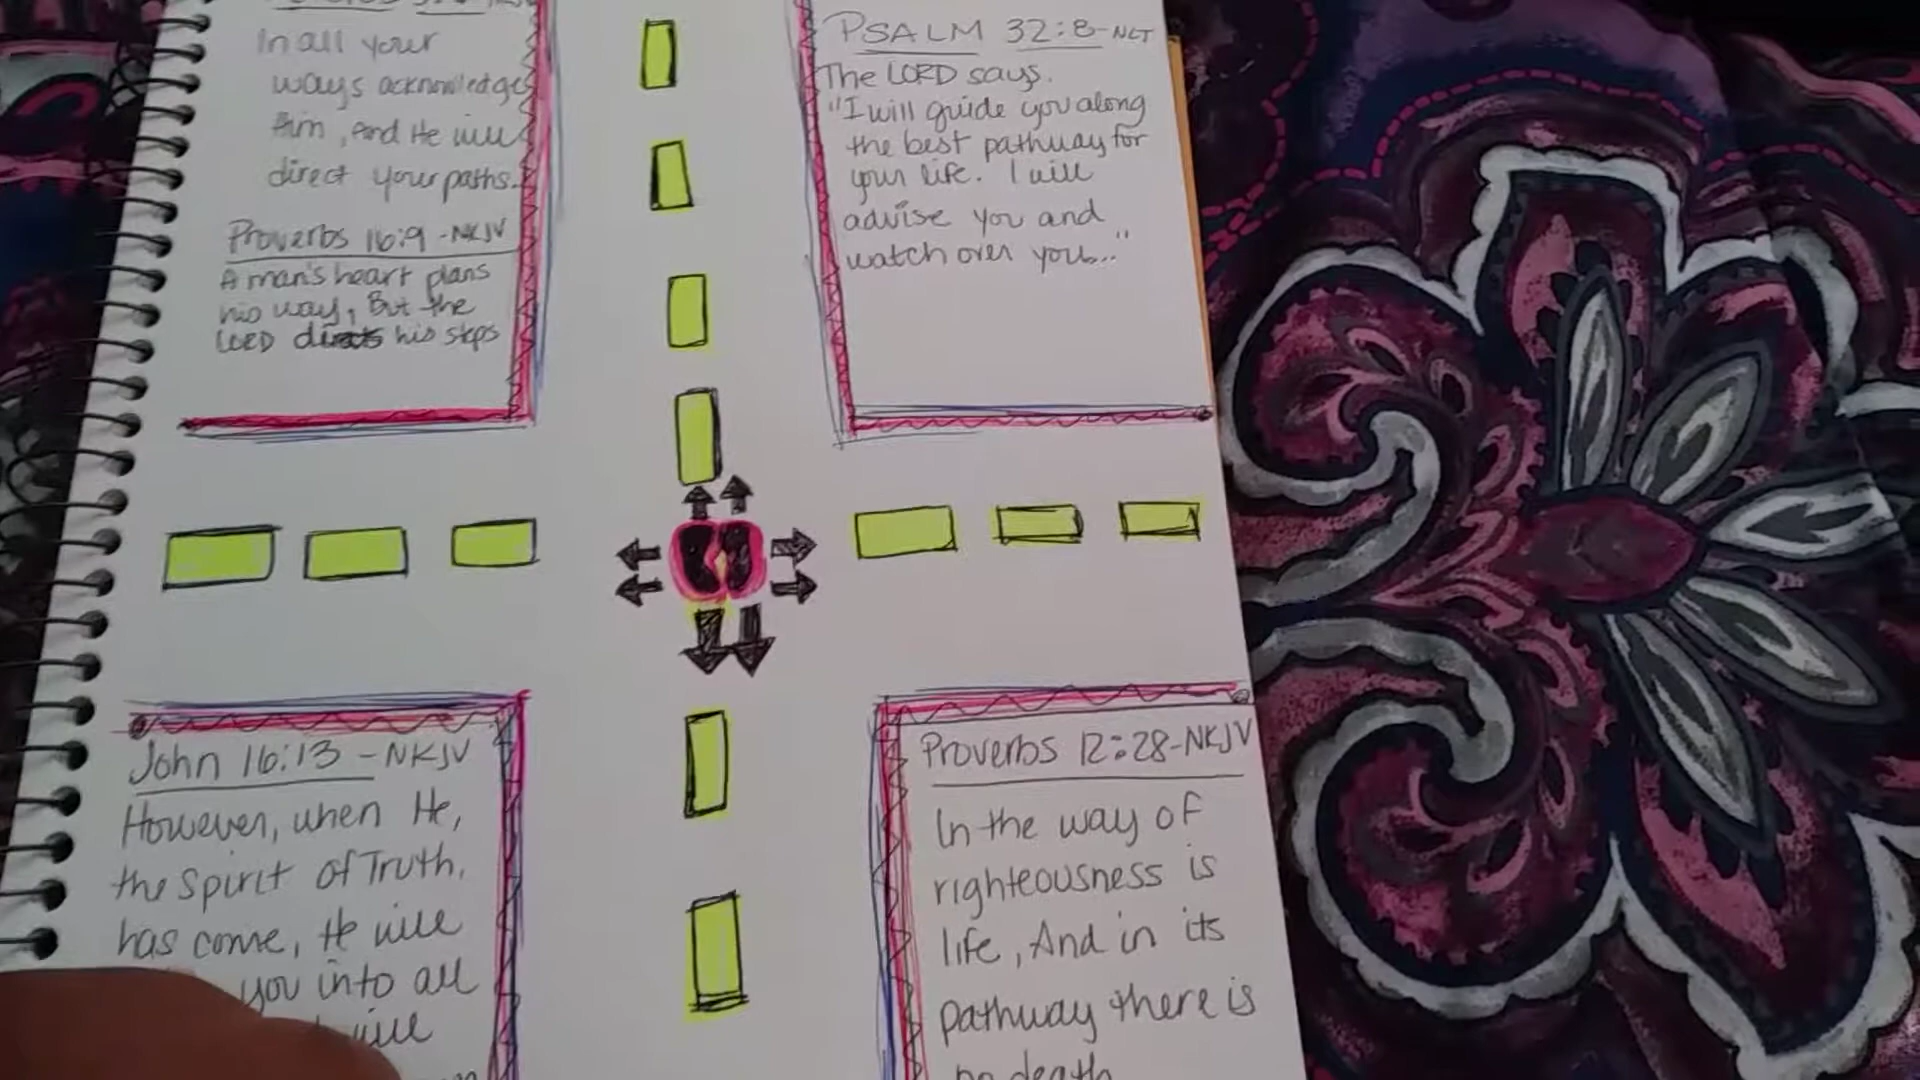 In all your
ways acknowledge
Him, And He will
direct your paths.
Proverbs 16:9 -NKJV
A man's heart plans
his way, But the
LORD directs his steps
PSALM 32:8-NLT
The LORD says.
"I will guide you along
the best pathway for
your life. I will
advise you and
watch over you..."
John 16:13 -NKJV
However, when He,
the Spirit of Truth,
has come, He will
you into all
will
Proverbs 12:28-NKJV
In the way of
righteousness is
life, And in its
pathway there is
no death